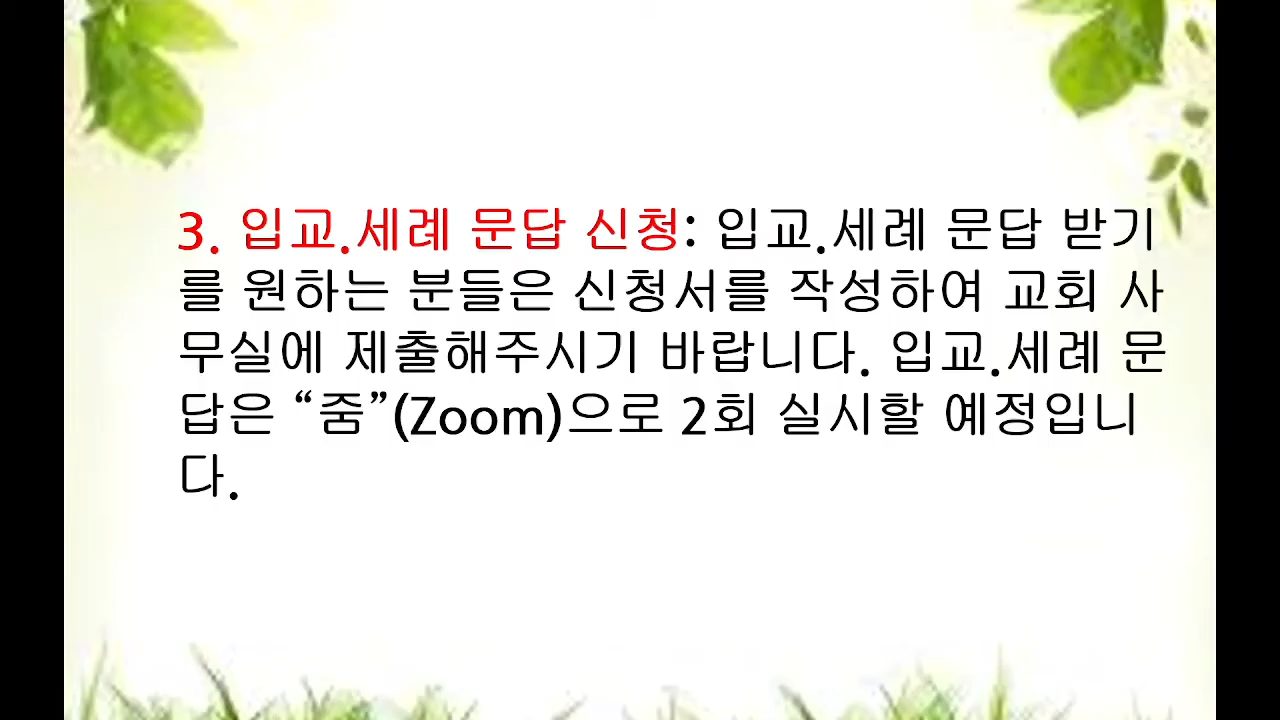 3. 입교.세례 문답 신청: 입교.세례 문답 받기
를 원하는 분들은 신청서를 작성하여 교회 사
무실에 제출해주시기 바랍니다. 입교.세례 문
답은 “줌”(Zoom)으로 2회 실시할 예정입니
다.